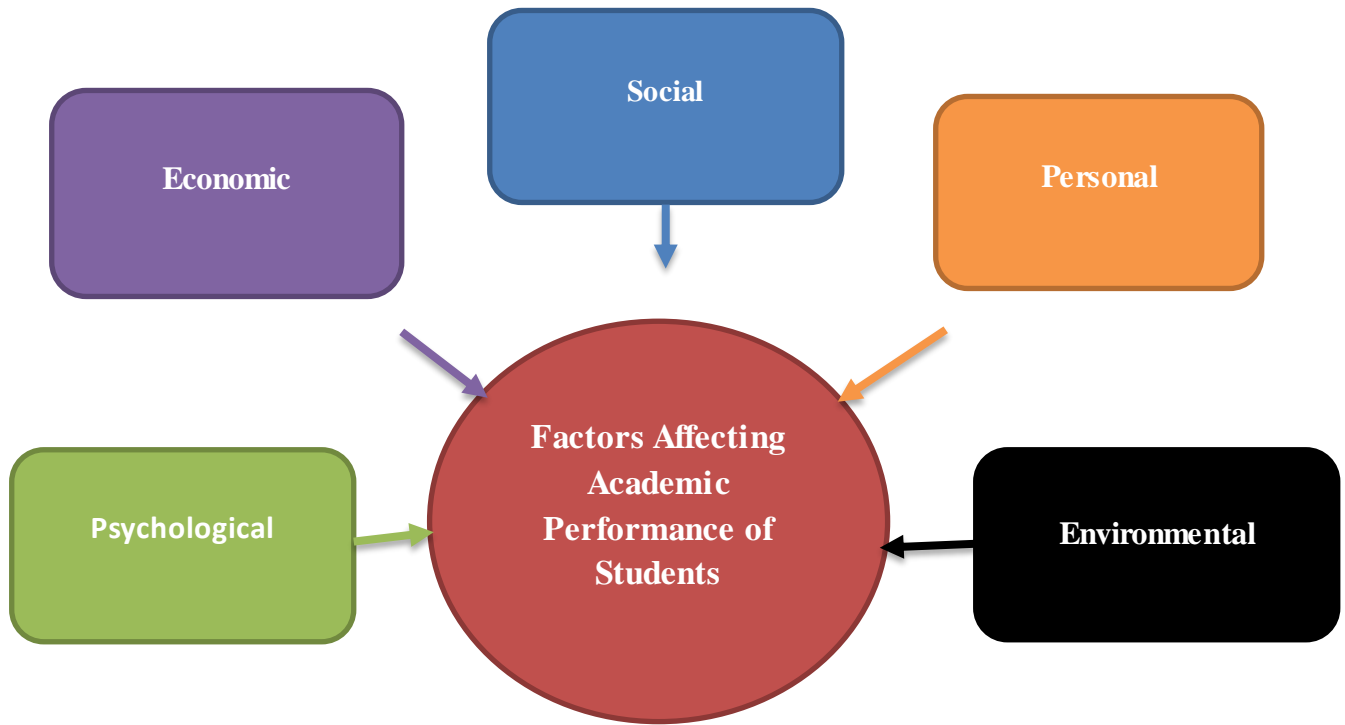 Social
Economic
Personal
Factors Affecting
Academic
Performance of
Students
Psychological
Environmental